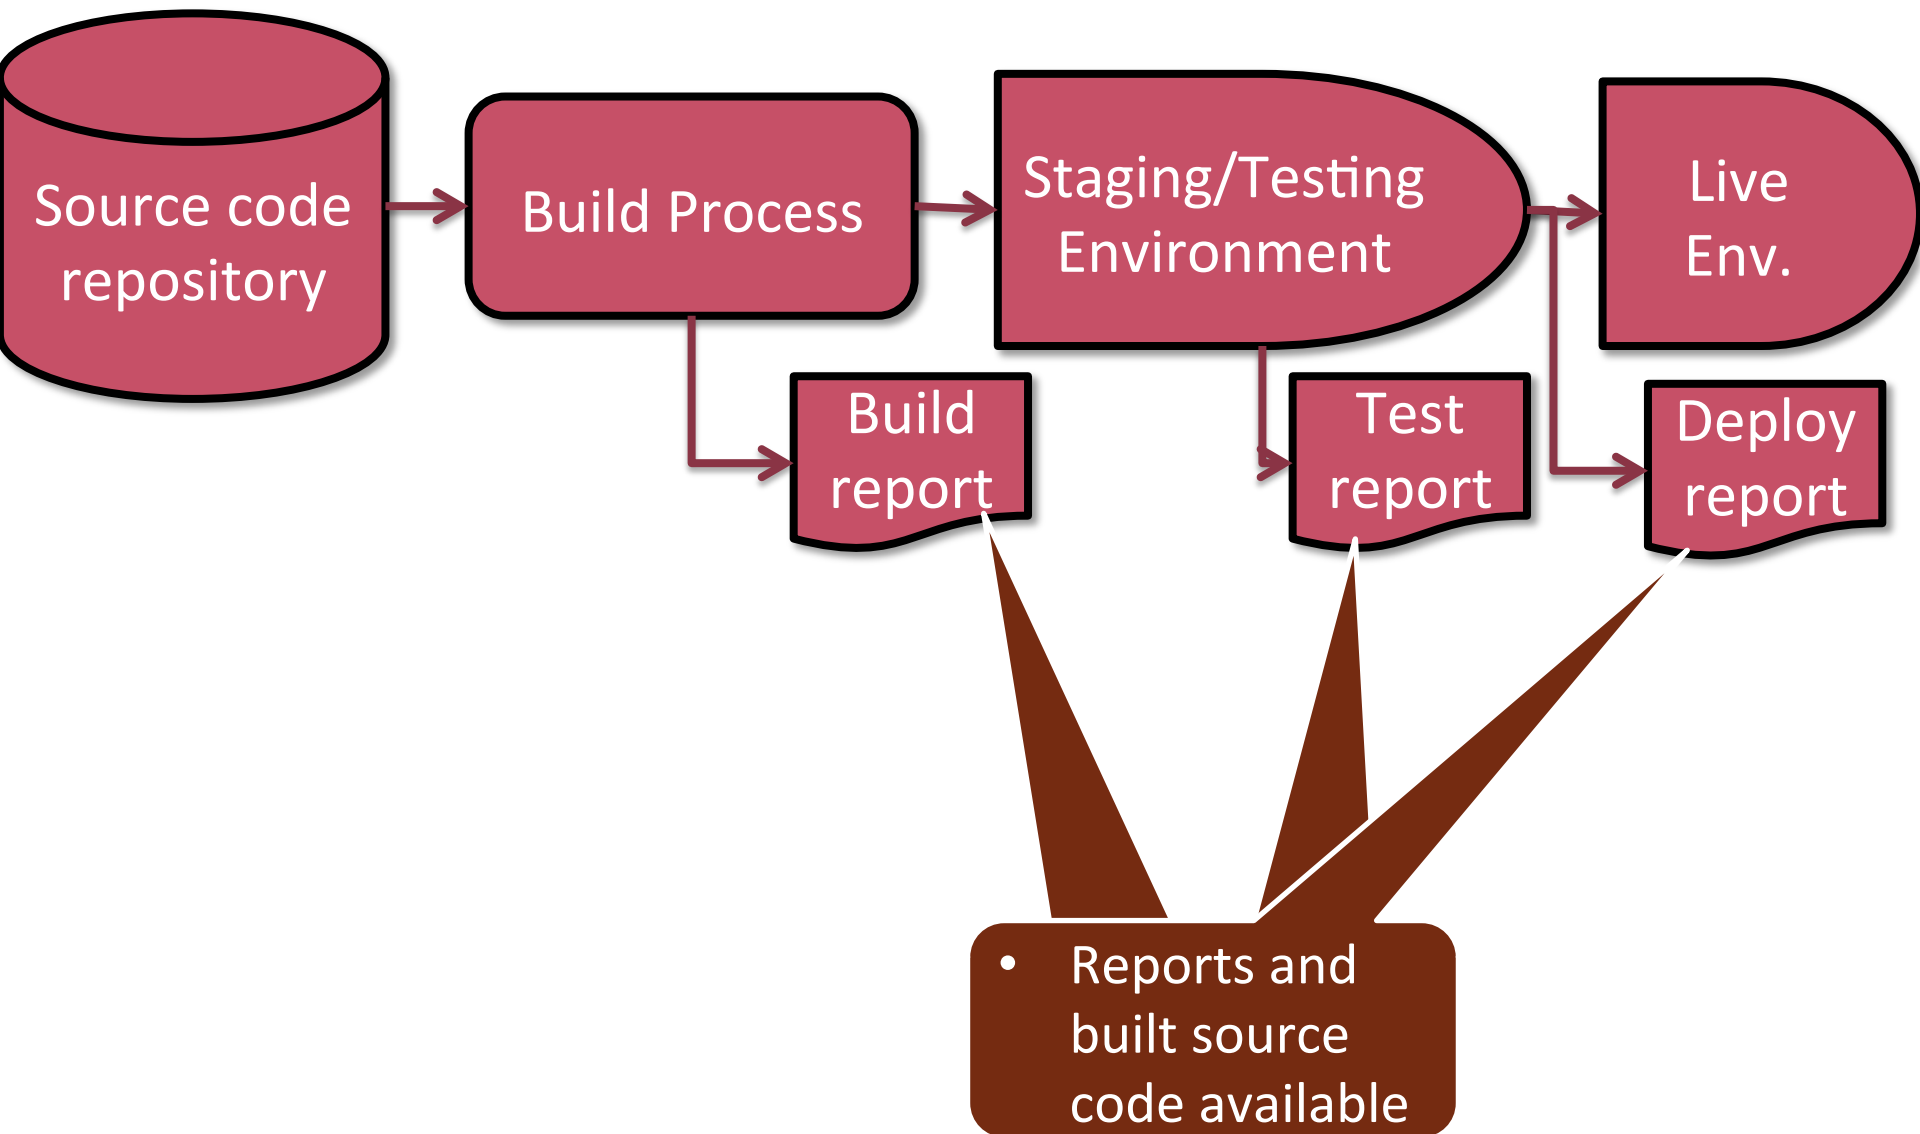 Source code
repository
Build Process
Staging/Testing
Environment
Live
Env.
Build
report
Test
report
Deploy
report
• Reports and
built source
code available